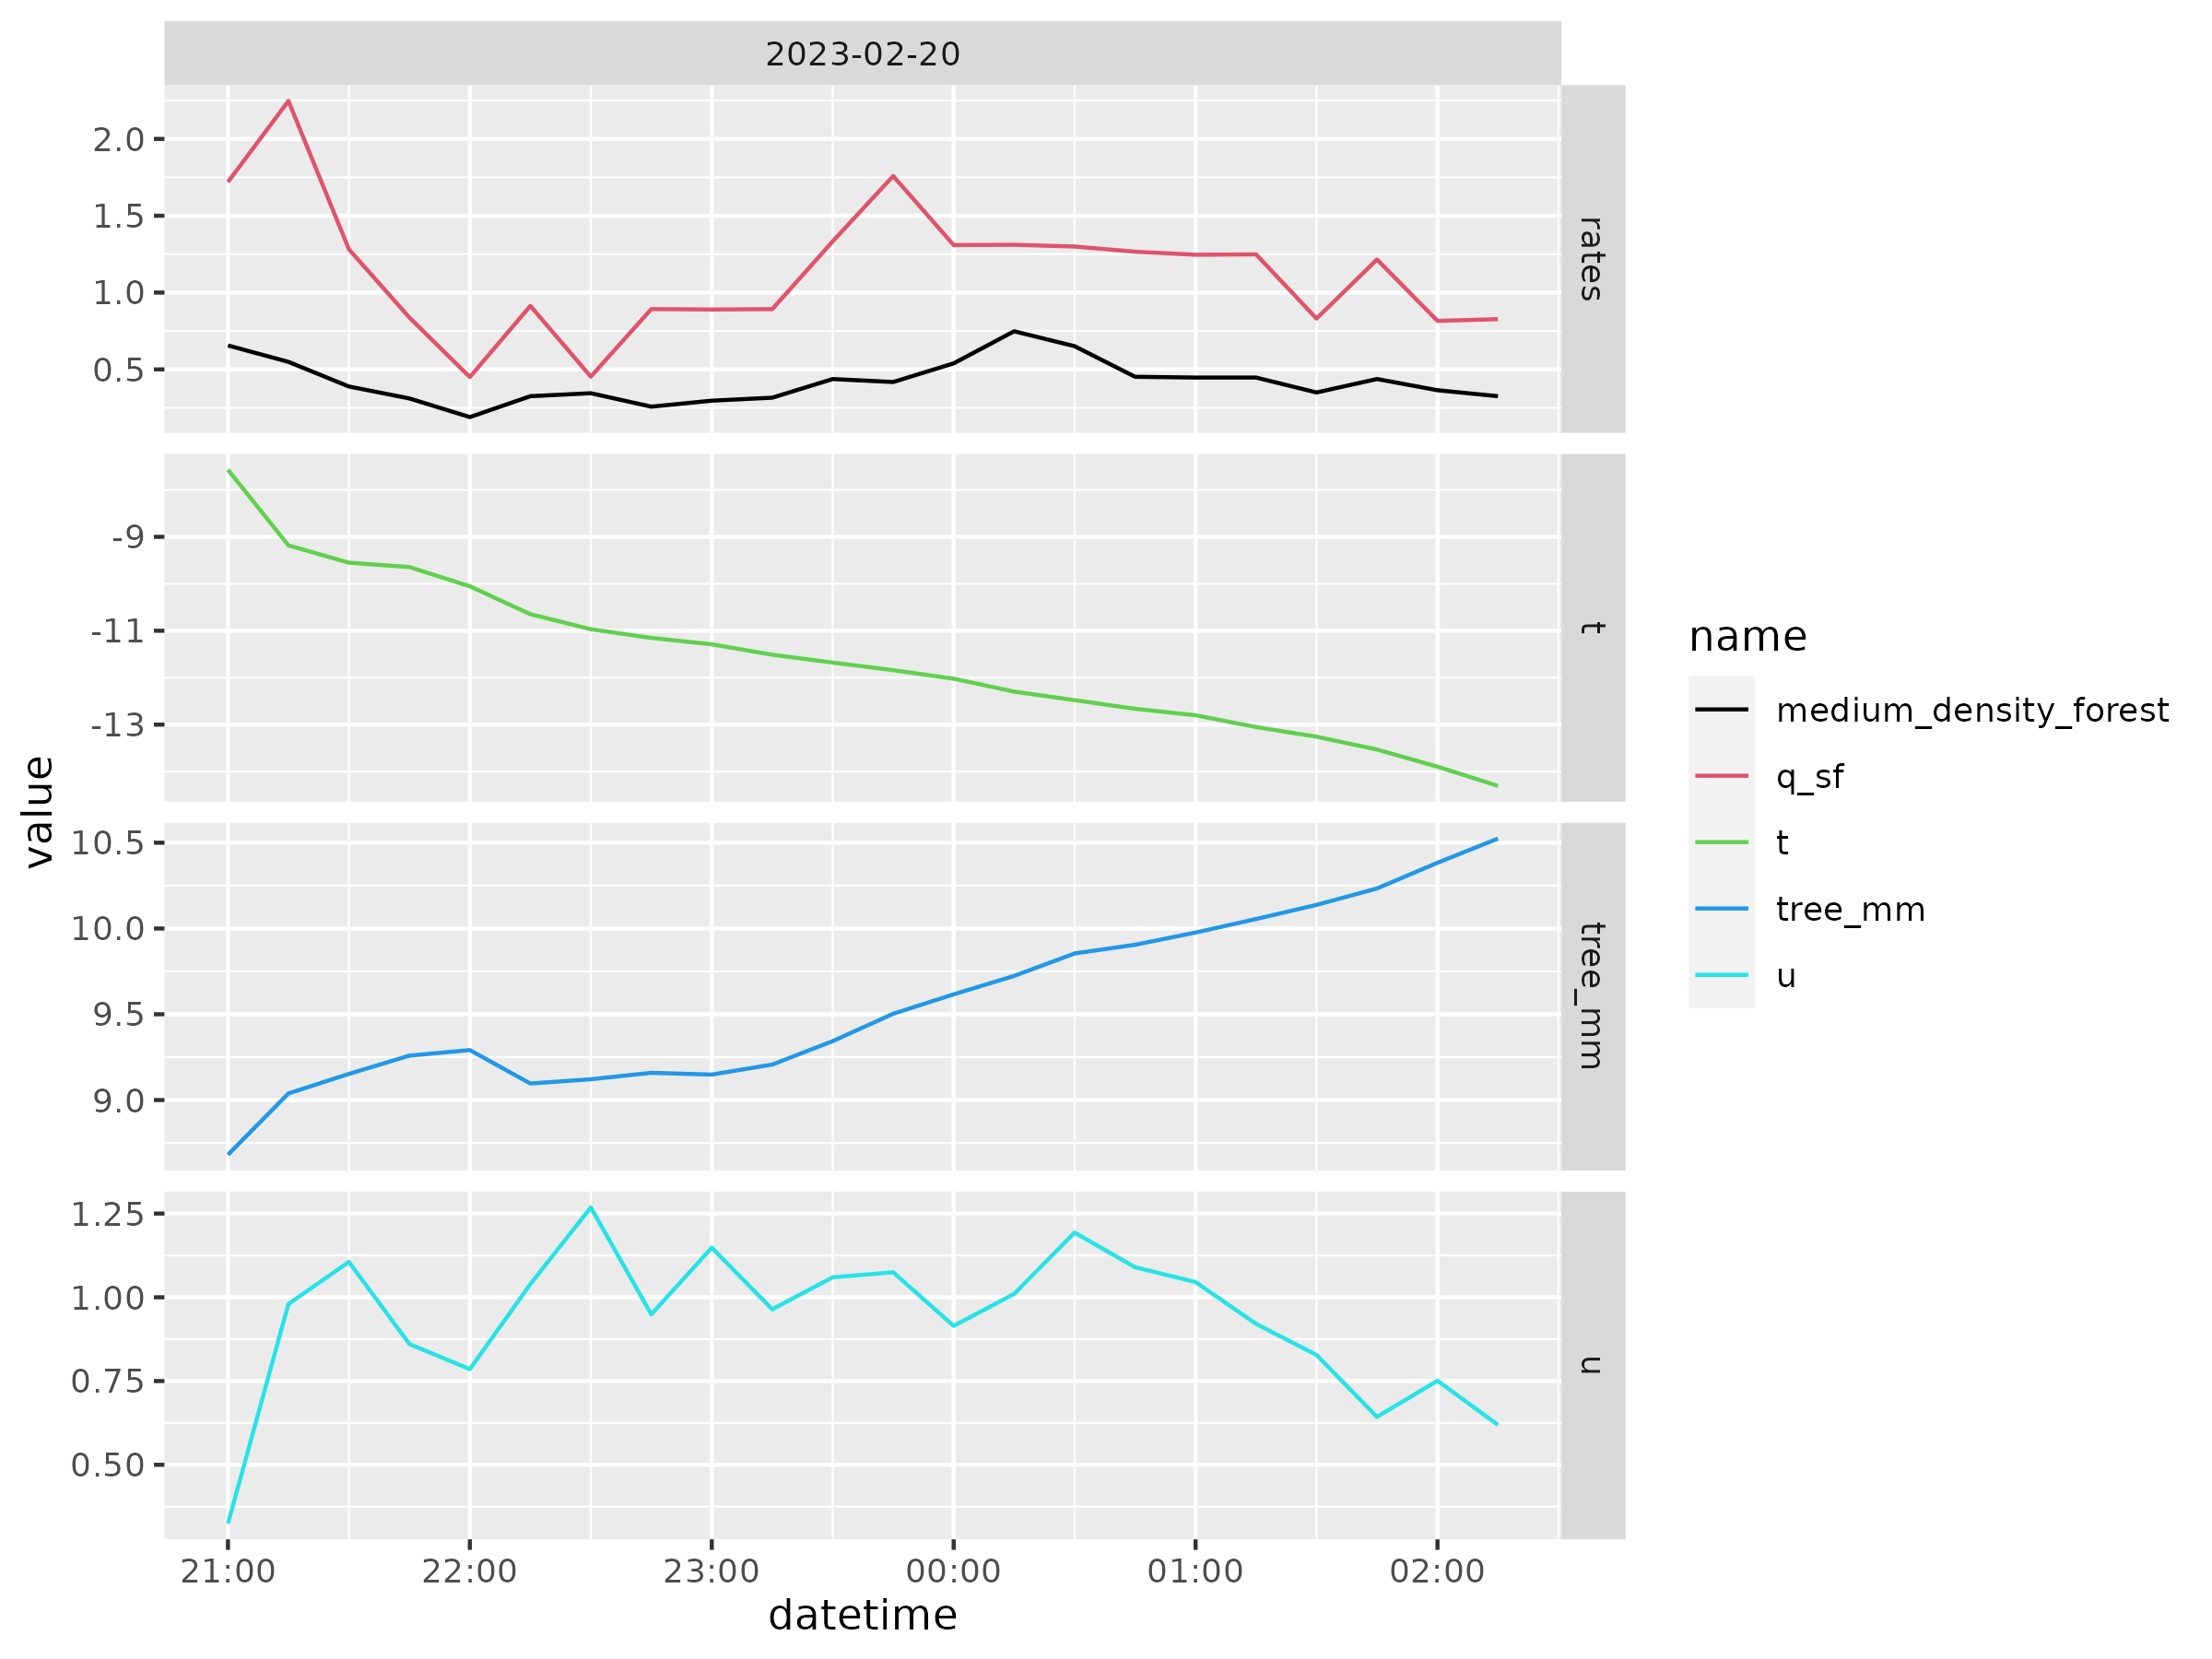 2023-02-20
value
2.0
1.5
1.0
0.5
rates
-9
-11
-13
t
10.5
10.0
9.5
9.0
tree_mm
1.25
1.00
0.75
0.50
u
21:00 22:00 23:00 00:00 01:00 02:00
datetime
name
medium_density_forest
q_sf
t
tree_mm
u